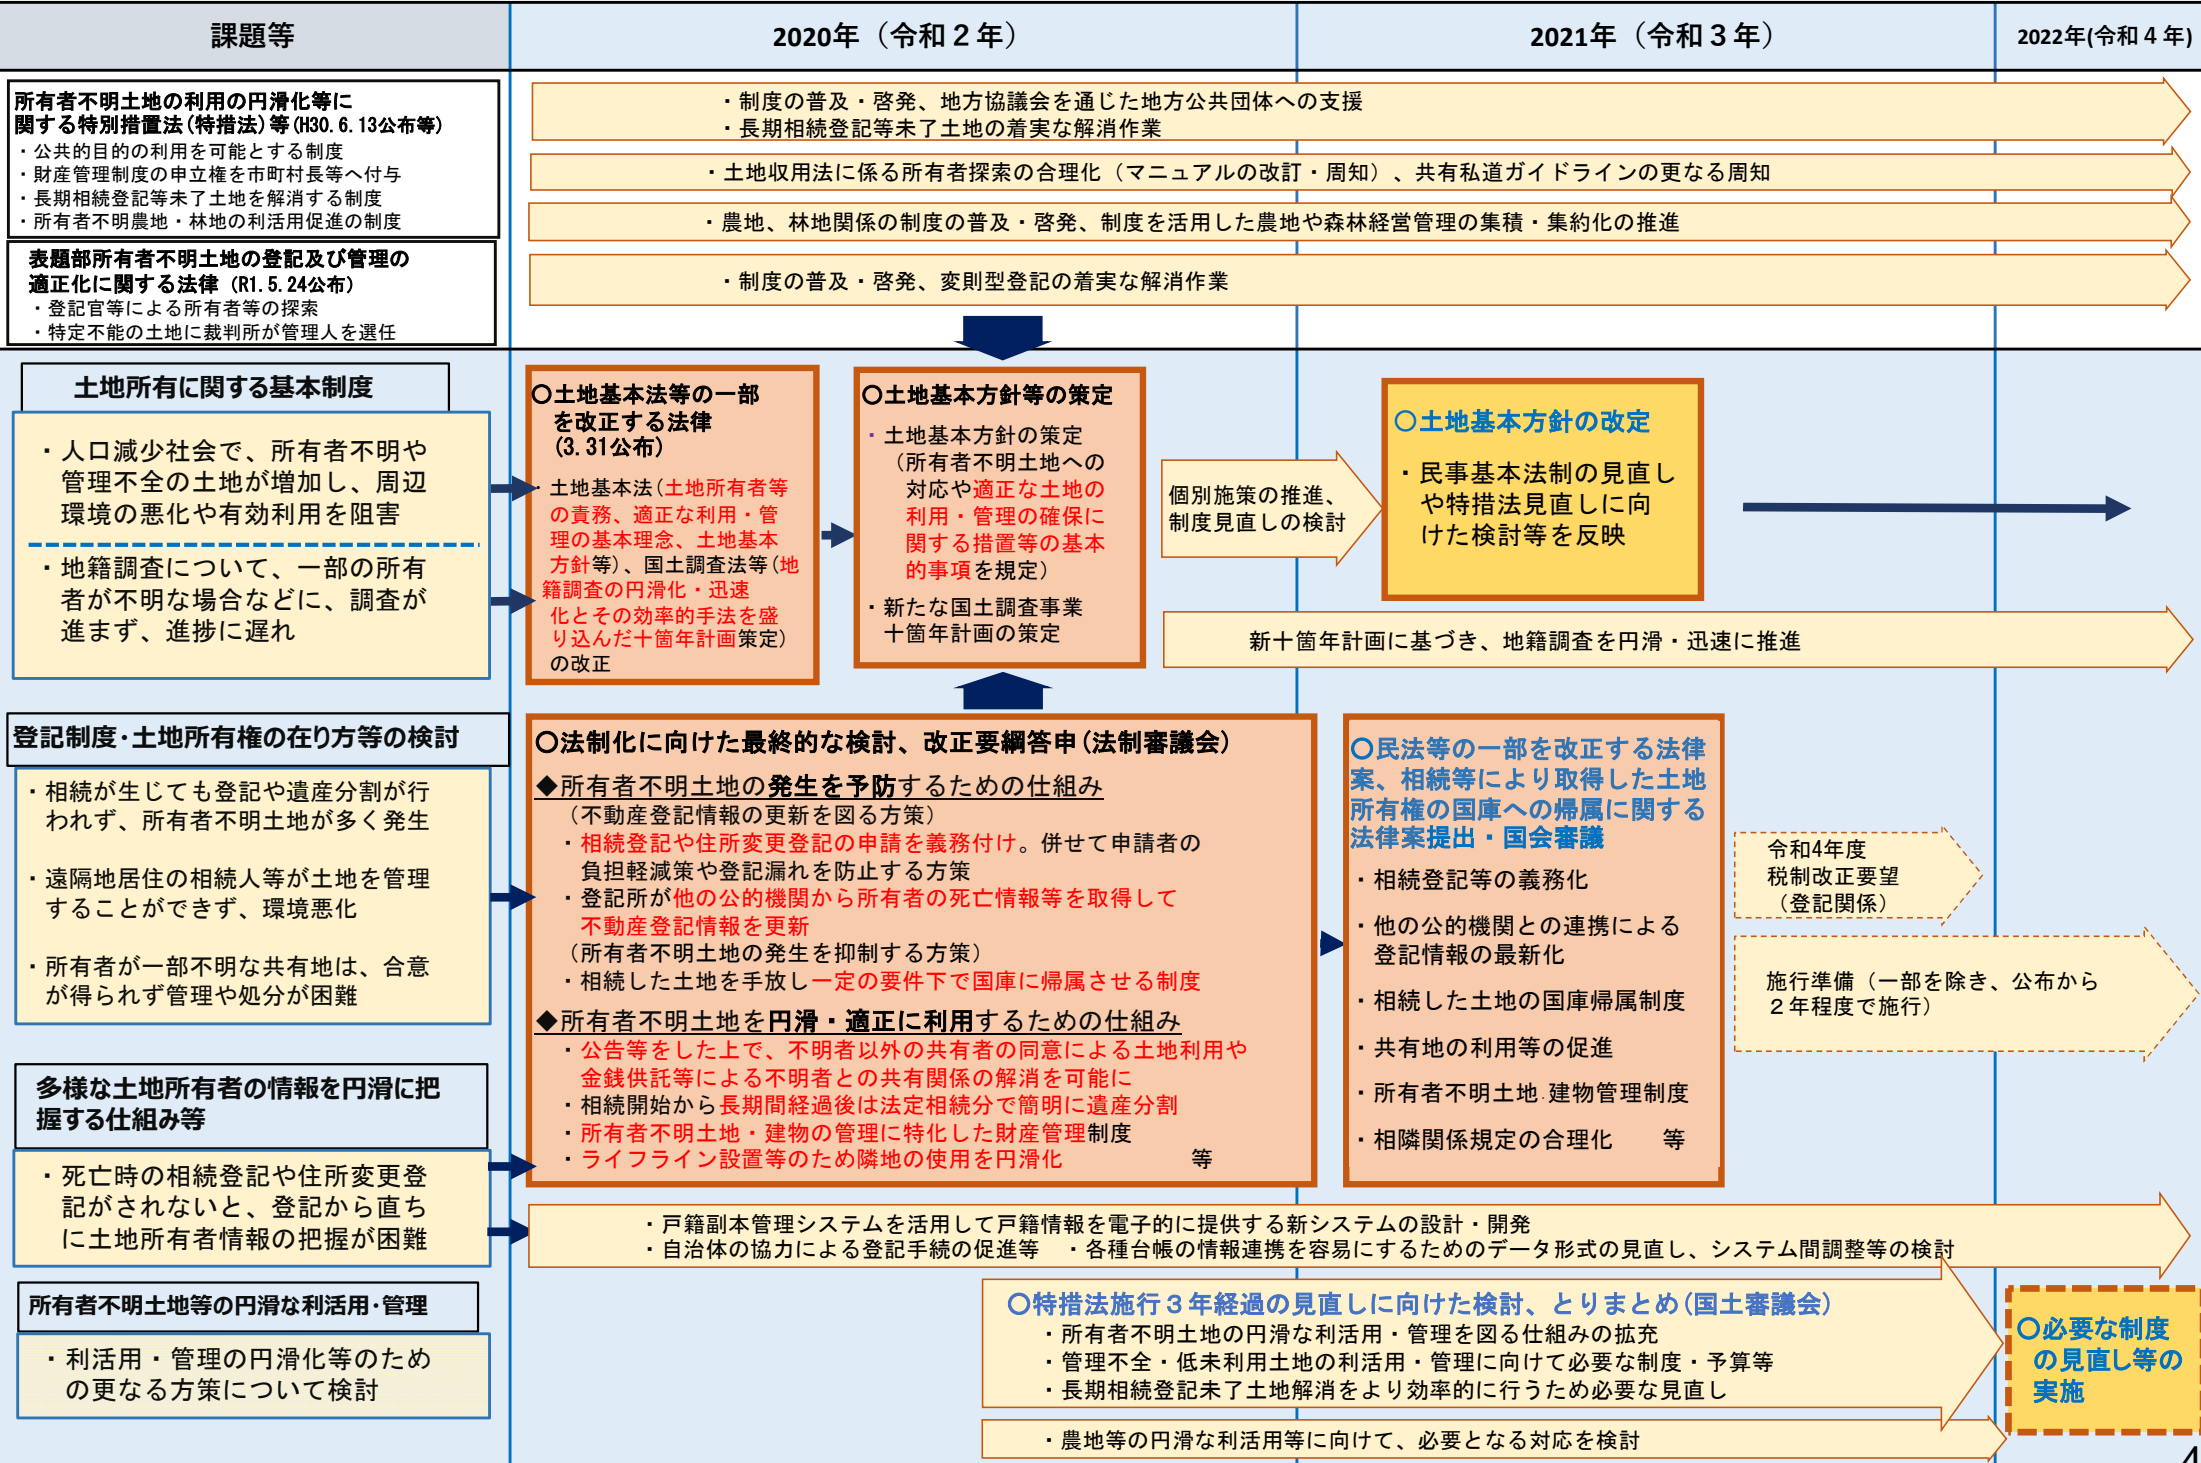 課題等
2020年（令和２年）
2021年（令和３年）
2022年(令和４年)
所有者不明土地の利用の円滑化等に
関する特別措置法(特措法)等(H30.6.13公布等)
・公共的目的の利用を可能とする制度
・財産管理制度の申立権を市町村長等へ付与
・長期相続登記等未了土地を解消する制度
・所有者不明農地・林地の利活用促進の制度
表題部所有者不明土地の登記及び管理の
適正化に関する法律（R1.5.24公布）
・登記官等による所有者等の探索
・特定不能の土地に裁判所が管理人を選任
・制度の普及・啓発、地方協議会を通じた地方公共団体への支援
・長期相続登記等未了土地の着実な解消作業
・土地収用法に係る所有者探索の合理化（マニュアルの改訂・周知）、共有私道ガイドラインの更なる周知
・農地、林地関係の制度の普及・啓発、制度を活用した農地や森林経営管理の集積・集約化の推進
・制度の普及・啓発、変則型登記の着実な解消作業
土地所有に関する基本制度
・人口減少社会で、所有者不明や
管理不全の土地が増加し、周辺
環境の悪化や有効利用を阻害
・地籍調査について、一部の所有
者が不明な場合などに、調査が
進まず、進捗に遅れ
○土地基本法等の一部
を改正する法律
(3.31公布)
・土地基本法(土地所有者等
の責務、適正な利用・管
理の基本理念、土地基本
方針等)、国土調査法等(地
籍調査の円滑化・迅速
化とその効率的手法を盛
り込んだ十箇年計画策定)
の改正
○土地基本方針等の策定
・土地基本方針の策定
（所有者不明土地への
対応や適正な土地の
利用・管理の確保に
関する措置等の基本
的事項を規定）
・新たな国土調査事業
十箇年計画の策定
個別施策の推進、
制度見直しの検討
○土地基本方針の改定
・民事基本法制の見直し
や特措法見直しに向
けた検討等を反映
新十箇年計画に基づき、地籍調査を円滑・迅速に推進
登記制度・土地所有権の在り方等の検討
・相続が生じても登記や遺産分割が行
われず、所有者不明土地が多く発生
・遠隔地居住の相続人等が土地を管理
することができず、環境悪化
・所有者が一部不明な共有地は、合意
が得られず管理や処分が困難
○法制化に向けた最終的な検討、改正要綱答申(法制審議会)
◆所有者不明土地の発生を予防するための仕組み
（不動産登記情報の更新を図る方策）
・相続登記や住所変更登記の申請を義務付け。併せて申請者の
負担軽減策や登記漏れを防止する方策
・登記所が他の公的機関から所有者の死亡情報等を取得して
不動産登記情報を更新
（所有者不明土地の発生を抑制する方策）
・相続した土地を手放し一定の要件下で国庫に帰属させる制度
◆所有者不明土地を円滑・適正に利用するための仕組み
・公告等をした上で、不明者以外の共有者の同意による土地利用や
金銭供託等による不明者との共有関係の解消を可能に
・相続開始から長期間経過後は法定相続分で簡明に遺産分割
・所有者不明土地・建物の管理に特化した財産管理制度
・ライフライン設置等のため隣地の使用を円滑化 等
○民法等の一部を改正する法律
案、相続等により取得した土地
所有権の国庫への帰属に関する
法律案提出・国会審議
・相続登記等の義務化
・他の公的機関との連携による
登記情報の最新化
・相続した土地の国庫帰属制度
・共有地の利用等の促進
・所有者不明土地・建物管理制度
・相隣関係規定の合理化 等
令和4年度
税制改正要望
（登記関係）
施行準備（一部を除き、公布から
２年程度で施行）
多様な土地所有者の情報を円滑に把
握する仕組み等
・死亡時の相続登記や住所変更登
記がされないと、登記から直ち
に土地所有者情報の把握が困難
・戸籍副本管理システムを活用して戸籍情報を電子的に提供する新システムの設計・開発
・自治体の協力による登記手続の促進等 ・各種台帳の情報連携を容易にするためのデータ形式の見直し、システム間調整等の検討
所有者不明土地等の円滑な利活用・管理
・利活用・管理の円滑化等のため
の更なる方策について検討
○特措法施行３年経過の見直しに向けた検討、とりまとめ(国土審議会)
・所有者不明土地の円滑な利活用・管理を図る仕組みの拡充
・管理不全・低未利用土地の利活用・管理に向けて必要な制度・予算等
・長期相続登記未了土地解消をより効率的に行うため必要な見直し
○必要な制度
の見直し等の
実施
・農地等の円滑な利活用等に向けて、必要となる対応を検討
4